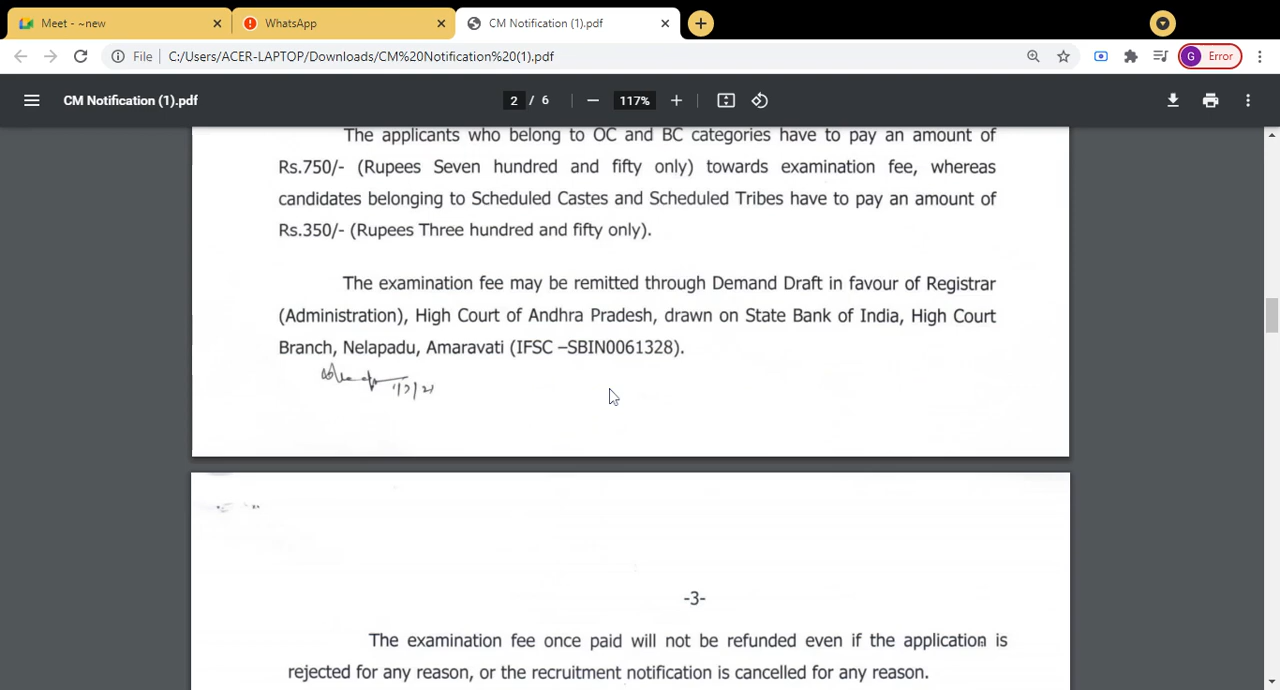 Meet - ~new
WhatsApp
CM Notification (1).pdf
File C:/Users/ACER-LAPTOP/Downloads/CM%20Notification%20(1).pdf
G Error
CM Notification (1).pdf
2 / 6
117%
The applicants who belong to OC and BC categories have to pay an amount of
Rs.750/- (Rupees Seven hundred and fifty only) towards examination fee, whereas
candidates belonging to Scheduled Castes and Scheduled Tribes have to pay an amount of
Rs.350/- (Rupees Three hundred and fifty only).
The examination fee may be remitted through Demand Draft in favour of Registrar
(Administration), High Court of Andhra Pradesh, drawn on State Bank of India, High Court
Branch, Nelapadu, Amaravati (IFSC –SBIN0061328).
-3-
The examination fee once paid will not be refunded even if the application is
rejected for any reason, or the recruitment notification is cancelled for any reason.